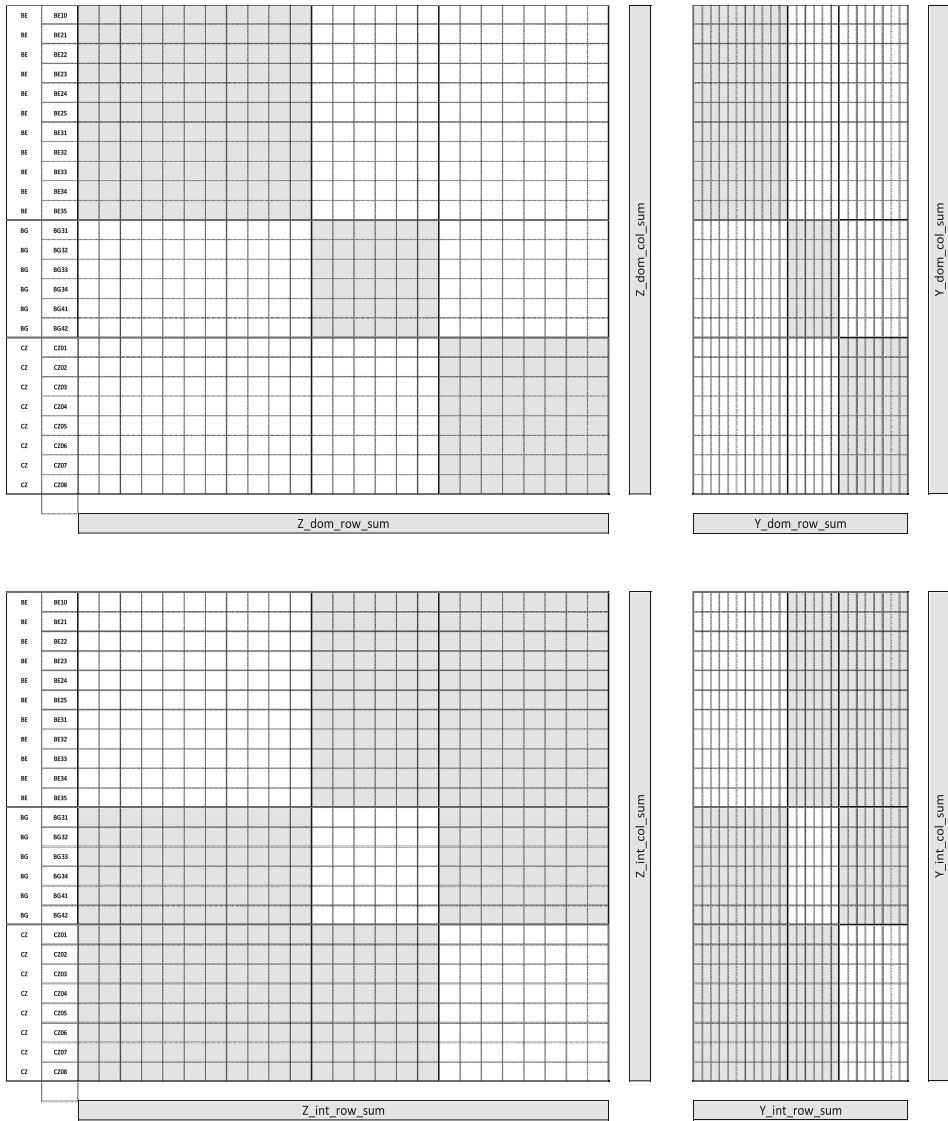 BE BE10
BE BE21
BE BE22
BE BE23
BE BE24
BE BE25
BE BE31
BE BE32
BE BE33
BE BE34
BE BE35
BG BG31
BG BG32
BG BG33
BG BG34
BG BG41
BG BG42
CZ CZ01
CZ CZ02
CZ CZ03
CZ CZ04
CZ CZ05
CZ CZ06
CZ CZ07
CZ CZ08
Z_dom_col_sum
Y_dom_col_sum
Z_dom_row_sum
Y_dom_row_sum
BE BE10
BE BE21
BE BE22
BE BE23
BE BE24
BE BE25
BE BE31
BE BE32
BE BE33
BE BE34
BE BE35
BG BG31
BG BG32
BG BG33
BG BG34
BG BG41
BG BG42
CZ CZ01
CZ CZ02
CZ CZ03
CZ CZ04
CZ CZ05
CZ CZ06
CZ CZ07
CZ CZ08
Z_int_col_sum
Y_int_col_sum
Z_int_row_sum
Y_int_row_sum